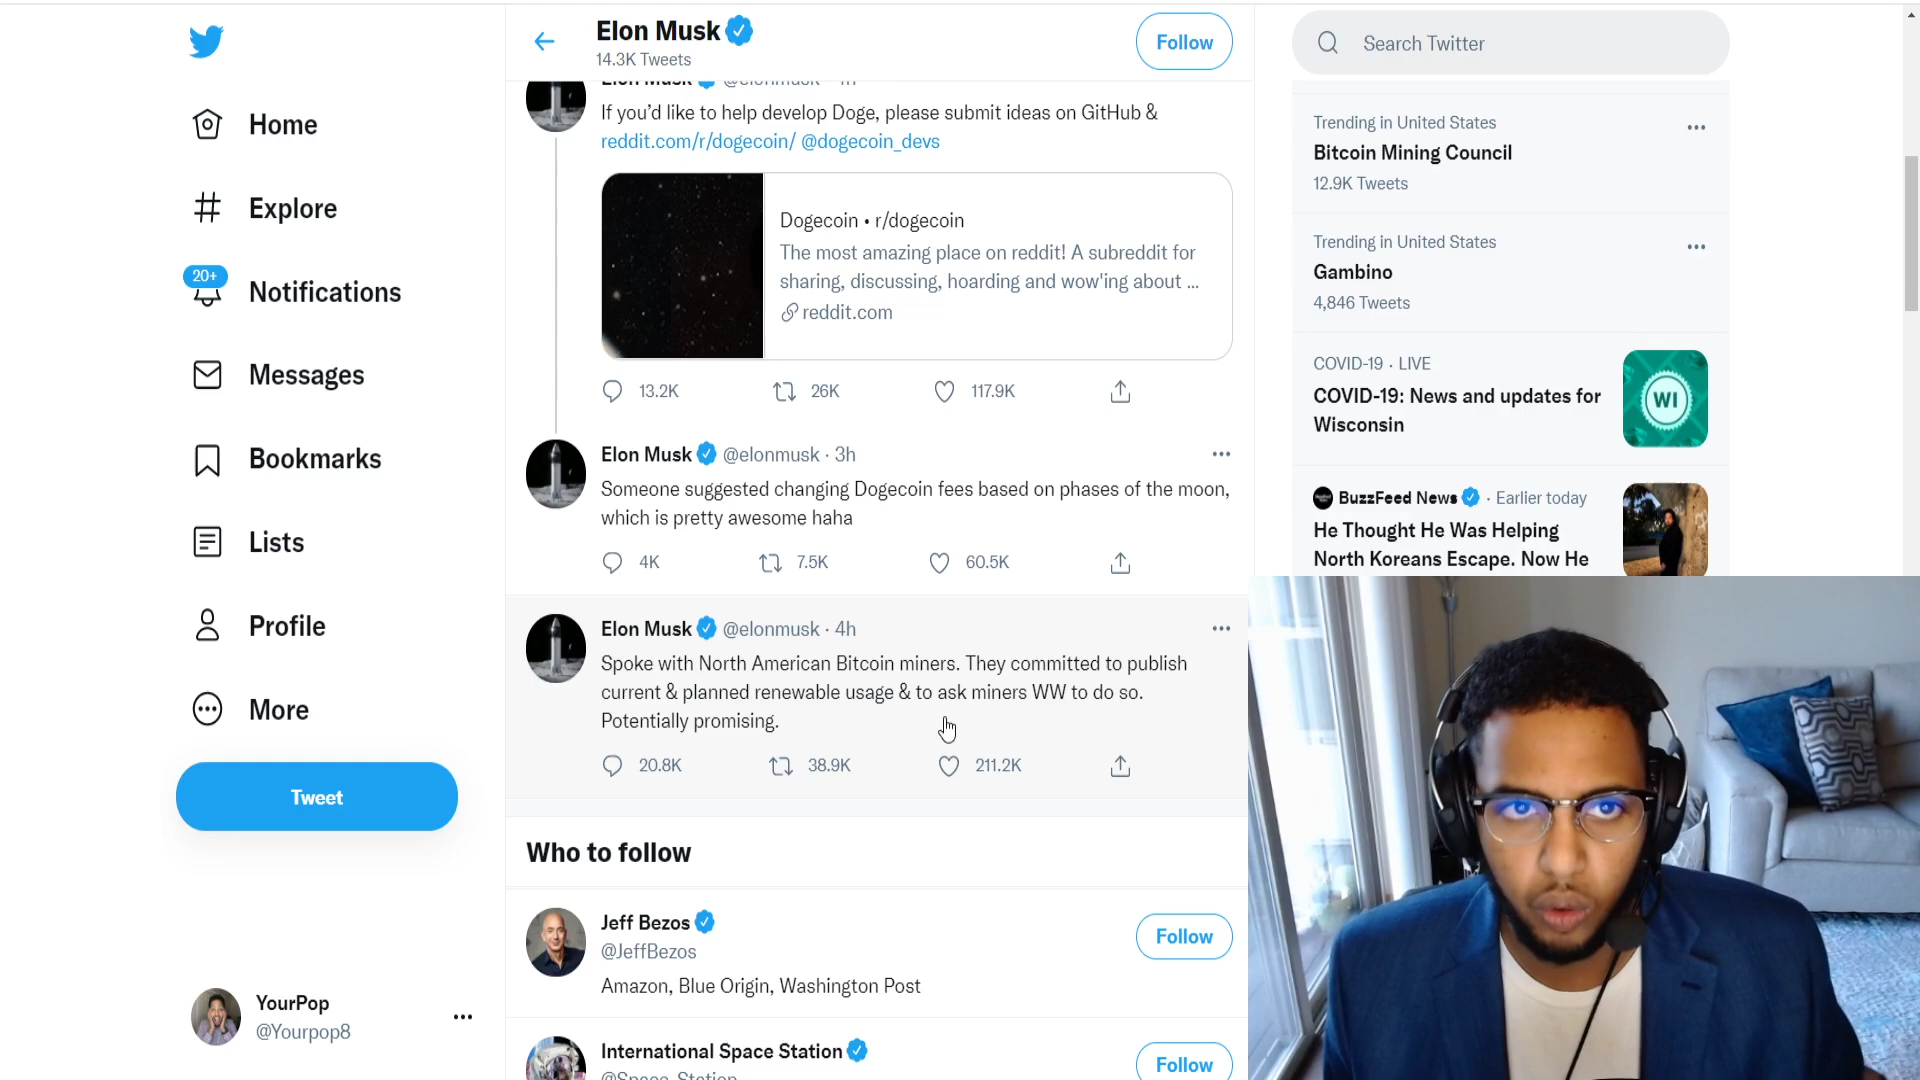 Home
Explore
20+
Notifications
Messages
Bookmarks
Lists
Profile
More
Tweet
YourPop
@Yourpop8
Elon Musk
14.3K Tweets
Follow
Elon Musk @elonmusk
If you’d like to help develop Doge, please submit ideas on GitHub &
reddit.com/r/dogecoin/ @dogecoin_devs
Dogecoin • r/dogecoin
The most amazing place on reddit! A subreddit for
sharing, discussing, hoarding and wow'ing about ...
reddit.com
13.2K 26K 117.9K
Elon Musk @elonmusk · 3h
Someone suggested changing Dogecoin fees based on phases of the moon,
which is pretty awesome haha
4K 7.5K 60.5K
Elon Musk @elonmusk · 4h
Spoke with North American Bitcoin miners. They committed to publish
current & planned renewable usage & to ask miners WW to do so.
Potentially promising.
20.8K 38.9K 211.2K
Who to follow
Jeff Bezos
@JeffBezos
Follow
Amazon, Blue Origin, Washington Post
International Space Station
@Space_Station
Follow
Search Twitter
Trending in United States
Bitcoin Mining Council
12.9K Tweets
Trending in United States
Gambino
4,846 Tweets
COVID-19 · LIVE
COVID-19: News and updates for
Wisconsin
WI
BuzzFeed News · Earlier today
He Thought He Was Helping
North Koreans Escape. Now He